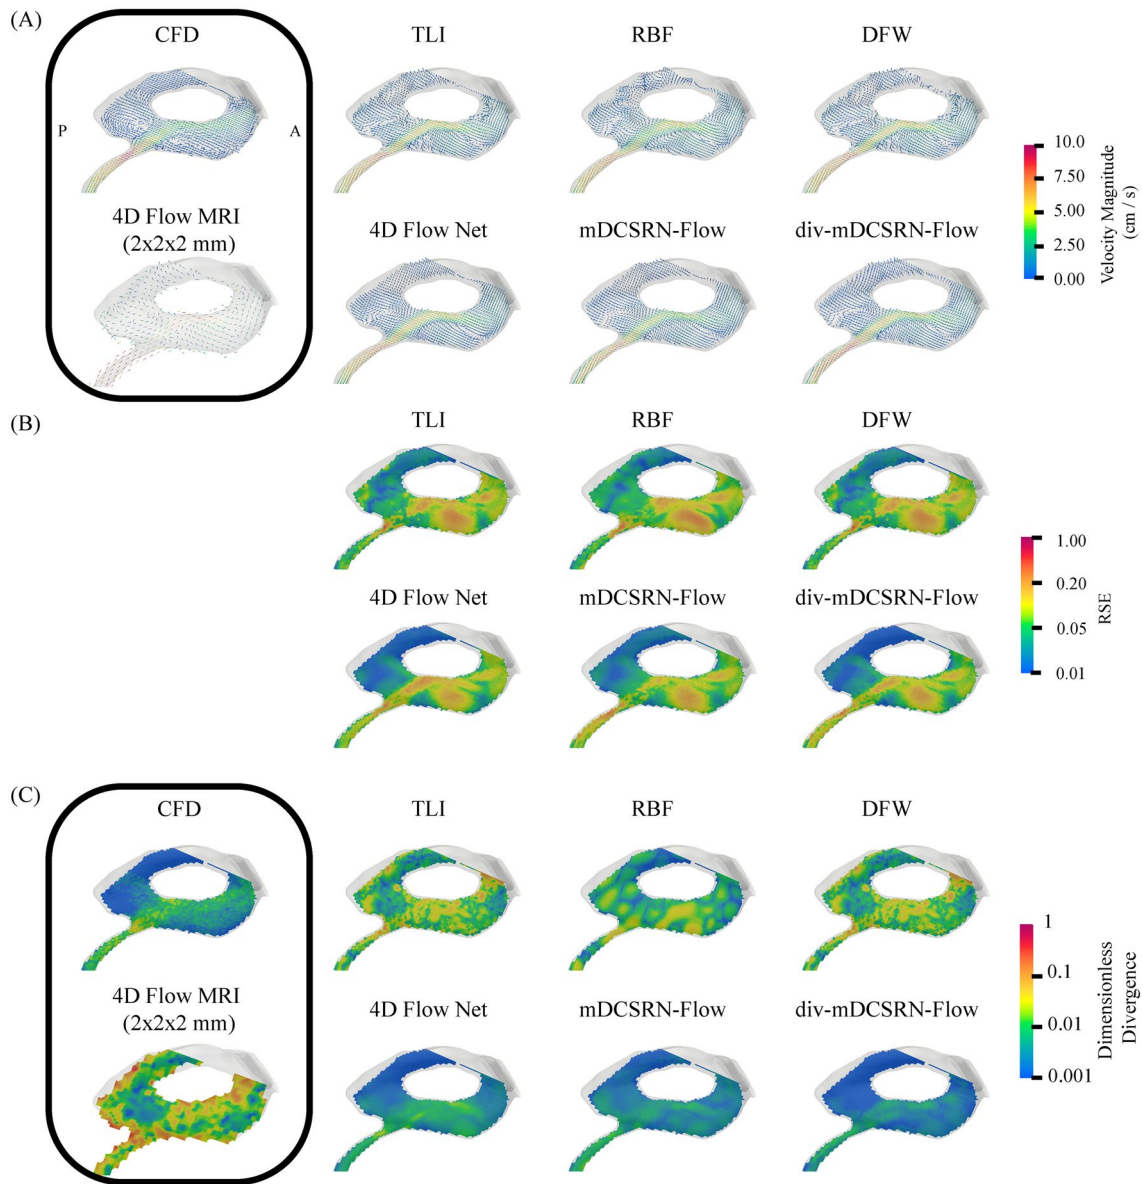 (A)
CFD
TLI
RBF
DFW
P
A
4D Flow MRI
(2x2x2 mm)
4D Flow Net
mDCSRN-Flow
div-mDCSRN-Flow
10.0
7.50
5.00
2.50
0.00
Velocity Magnitude
(cm / s)
(B)
TLI
RBF
DFW
4D Flow Net
mDCSRN-Flow
div-mDCSRN-Flow
1.00
0.20
0.05
0.01
RSE
(C)
CFD
TLI
RBF
DFW
4D Flow MRI
(2x2x2 mm)
4D Flow Net
mDCSRN-Flow
div-mDCSRN-Flow
1
0.1
0.01
0.001
Dimensionless
Divergence